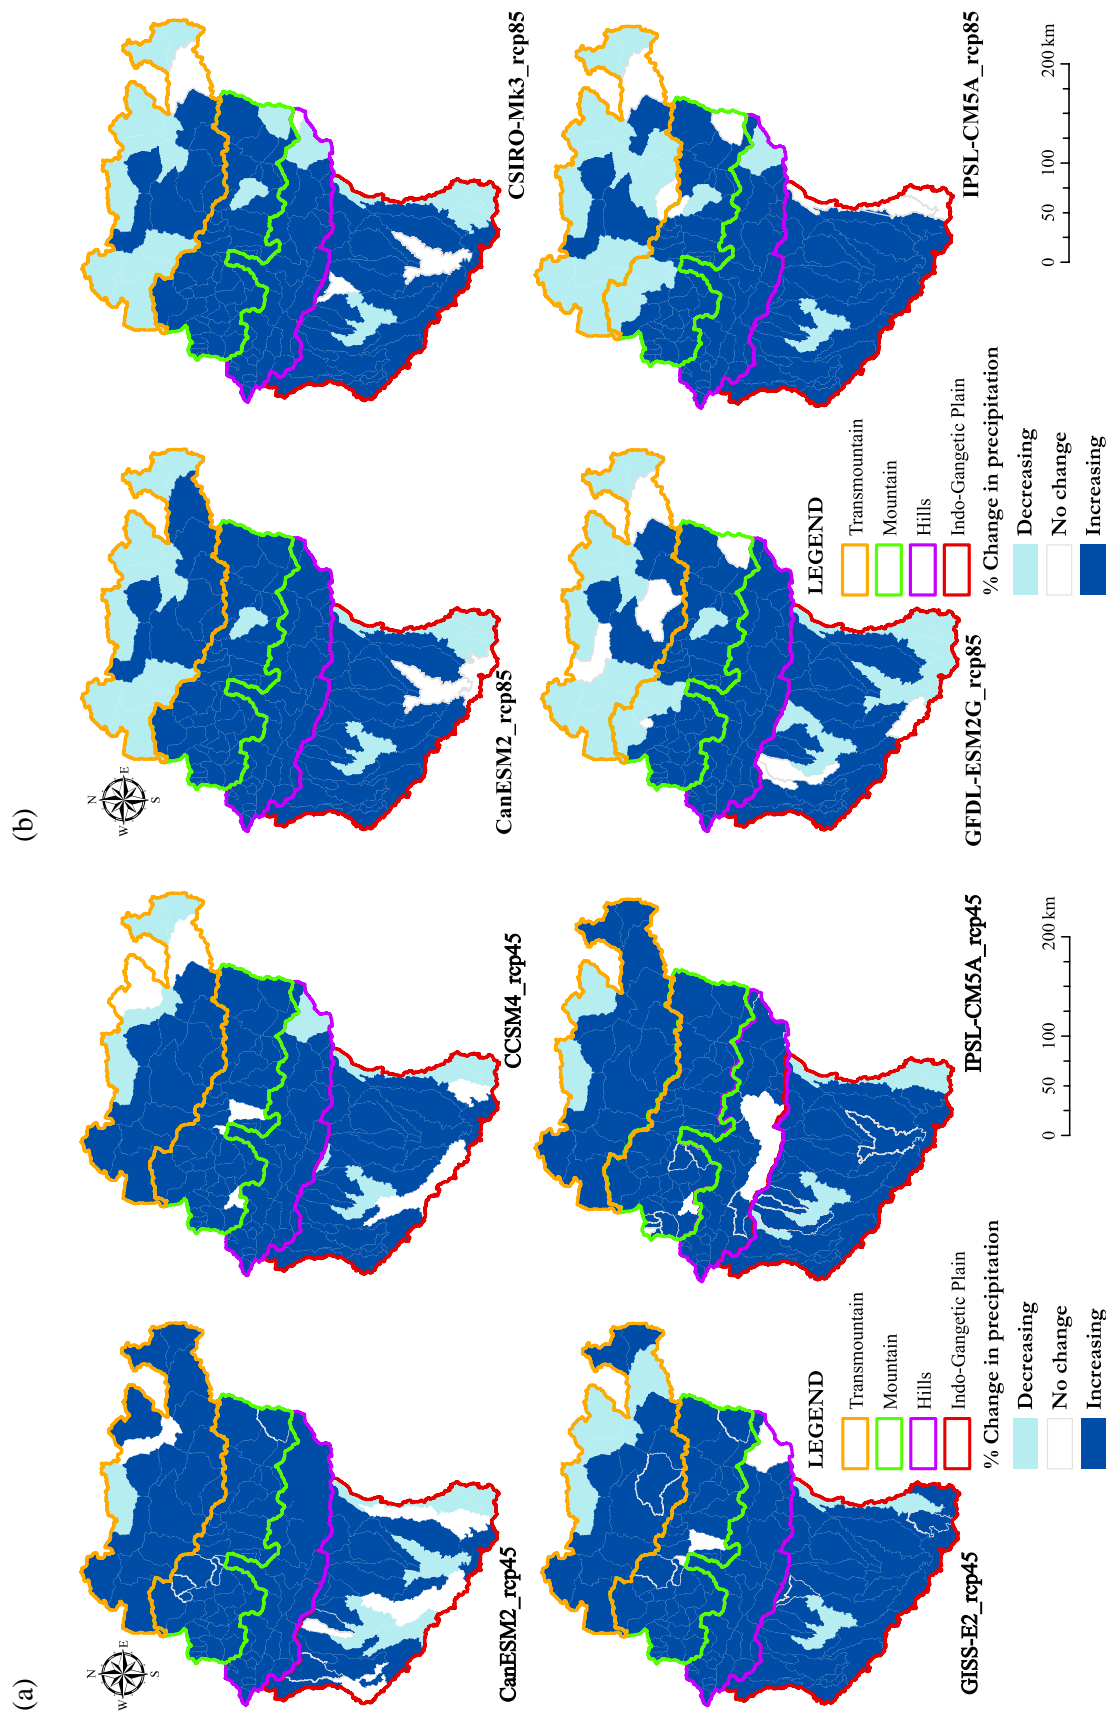 (a)
N
E
S
W
CanESM2_rcp45
CCSM4_rcp45
GISS-E2_rcp45
IPSL-CM5A_rcp45
LEGEND
Transmountain
Mountain
Hills
Indo-Gangetic Plain
% Change in precipitation
Decreasing
No change
Increasing
0 50 100 200 km
(b)
N
E
S
W
CanESM2_rcp85
CSIRO-Mk3_rcp85
GFDL-ESM2G_rcp85
IPSL-CM5A_rcp85
LEGEND
Transmountain
Mountain
Hills
Indo-Gangetic Plain
% Change in precipitation
Decreasing
No change
Increasing
0 50 100 200 km